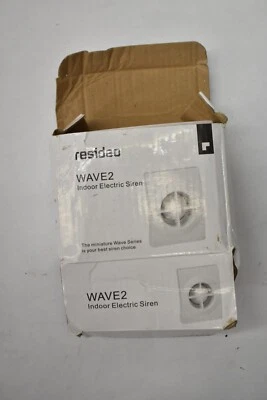 resideo
WAVE2
Indoor Electric Siren
The miniature Wave Series
is your best siren choice
WAVE2
Indoor Electric Siren